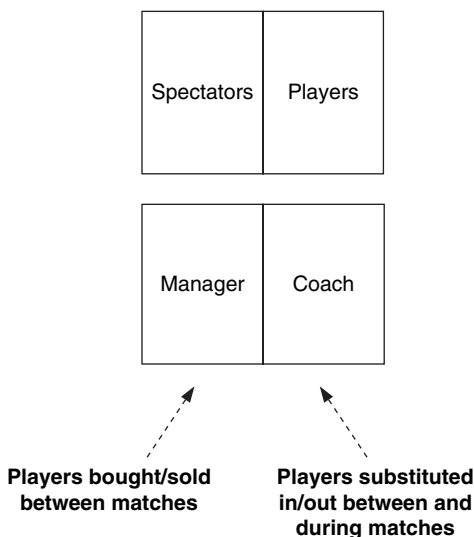 Spectators Players
Manager Coach
Players bought/sold
between matches
Players substituted
in/out between and
during matches